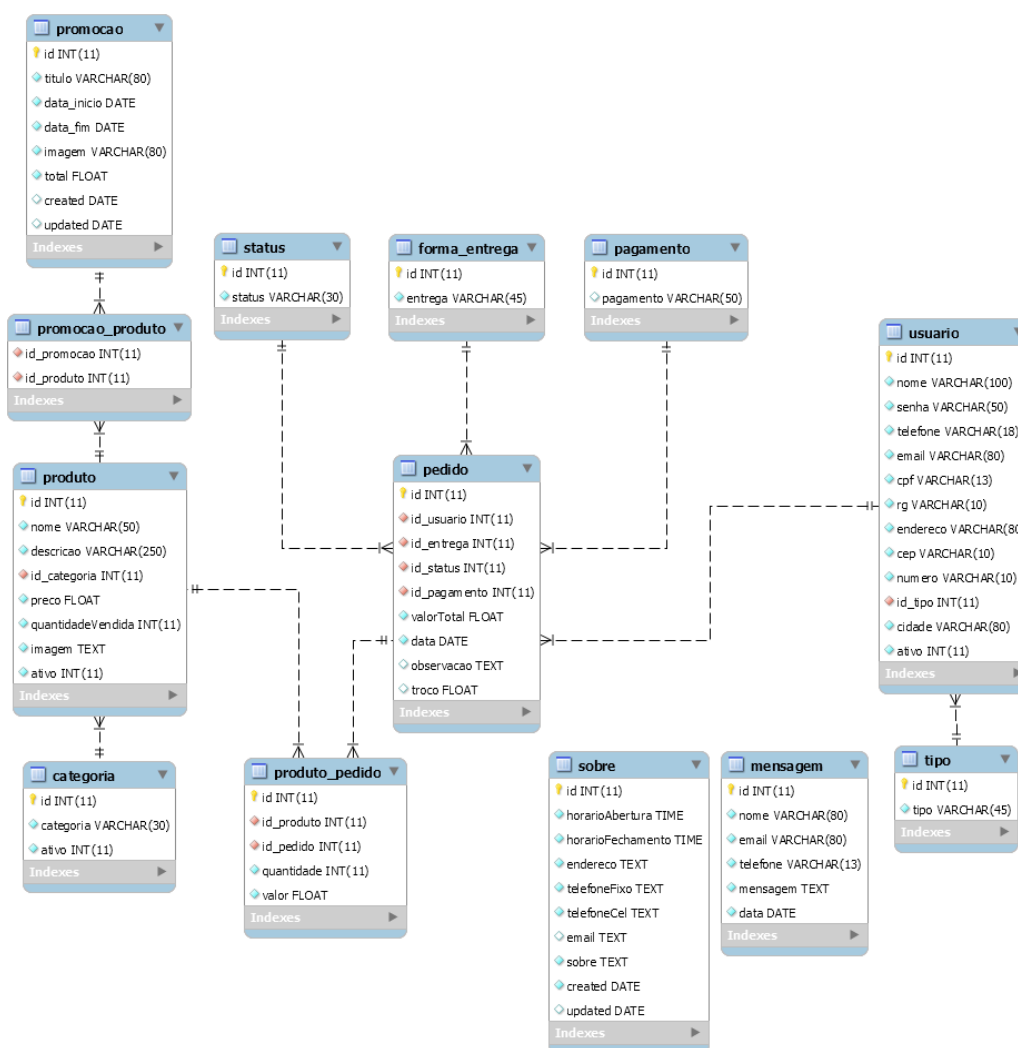 promocao
id INT(11)
titulo VARCHAR(80)
data_inicio DATE
data_fim DATE
imagem VARCHAR(80)
total FLOAT
created DATE
updated DATE
Indexes
status
id INT(11)
status VARCHAR(30)
Indexes
forma_entrega
id INT(11)
entrega VARCHAR(45)
Indexes
pagamento
id INT(11)
pagamento VARCHAR(50)
Indexes
promocao_produto
id_promocao INT(11)
id_produto INT(11)
Indexes
usuario
id INT(11)
nome VARCHAR(100)
senha VARCHAR(50)
telefone VARCHAR(18)
email VARCHAR(80)
cpf VARCHAR(13)
rg VARCHAR(10)
endereco VARCHAR(80
cep VARCHAR(10)
numero VARCHAR(10)
id_tipo INT(11)
cidade VARCHAR(80)
ativo INT(11)
Indexes
produto
id INT(11)
nome VARCHAR(50)
descricao VARCHAR(250)
id_categoria INT(11)
preco FLOAT
quantidadeVendida INT(11)
imagem TEXT
ativo INT(11)
Indexes
pedido
id INT(11)
id_usuario INT(11)
id_entrega INT(11)
id_status INT(11)
id_pagamento INT(11)
valorTotal FLOAT
data DATE
observacao TEXT
troco FLOAT
Indexes
categoria
id INT(11)
categoria VARCHAR(30)
ativo INT(11)
Indexes
produto_pedido
id INT(11)
id_produto INT(11)
id_pedido INT(11)
quantidade INT(11)
valor FLOAT
Indexes
sobre
id INT(11)
horarioAbertura TIME
horarioFechamento TIME
endereco TEXT
telefoneFixo TEXT
telefoneCel TEXT
email TEXT
sobre TEXT
created DATE
updated DATE
Indexes
mensagem
id INT(11)
nome VARCHAR(80)
email VARCHAR(80)
telefone VARCHAR(13)
mensagem TEXT
data DATE
Indexes
tipo
id INT(11)
tipo VARCHAR(45)
Indexes